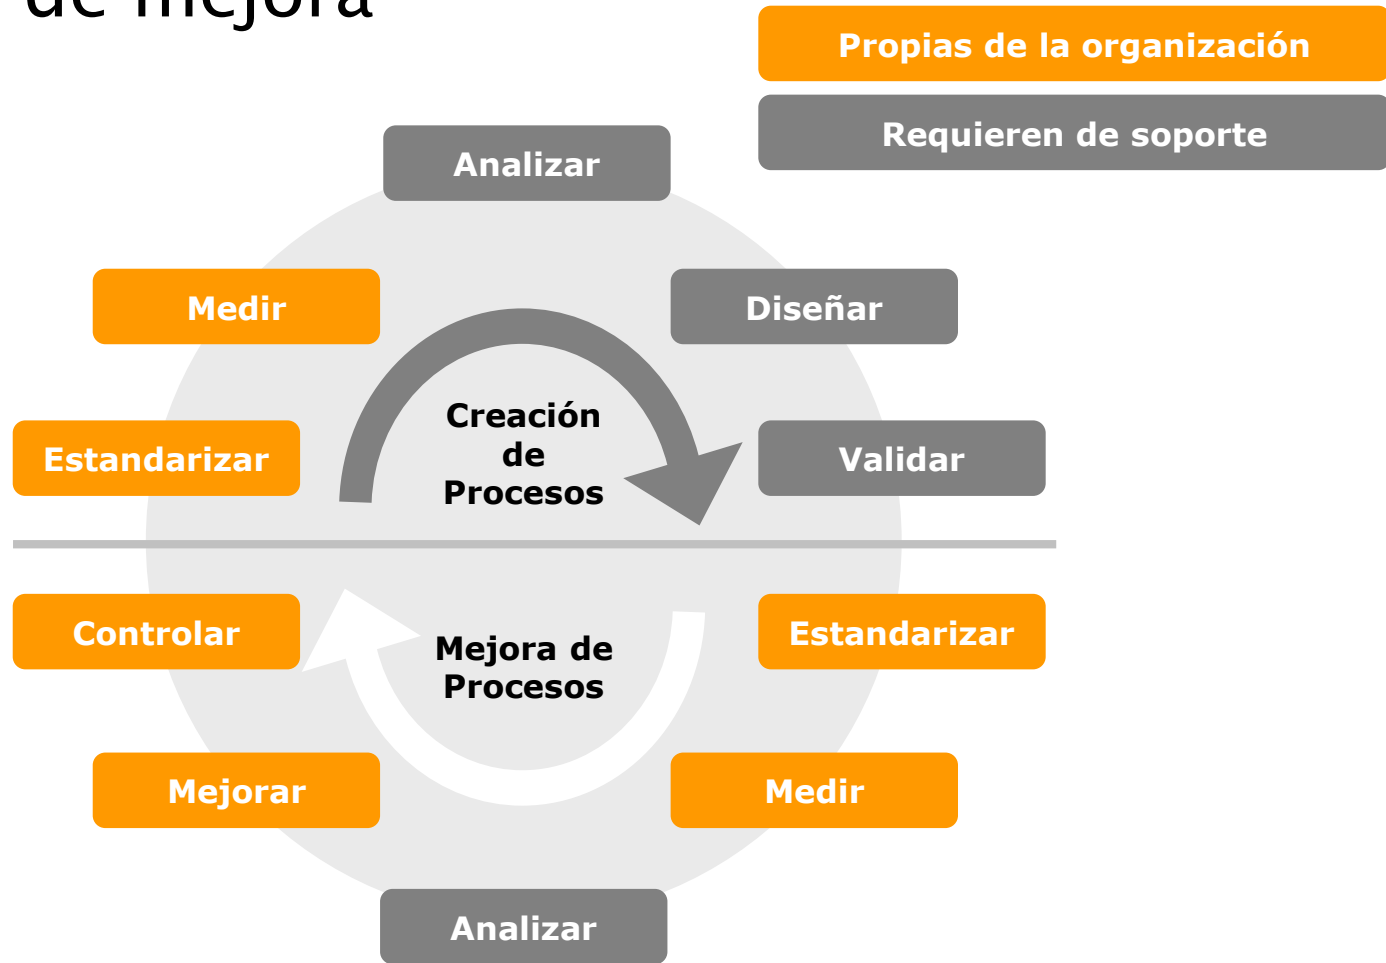 de mejora
Propias de la organización
Requieren de soporte
Analizar
Medir
Diseñar
Creación
de
Procesos
Estandarizar
Validar
Controlar
Mejora de
Procesos
Estandarizar
Mejorar
Medir
Analizar